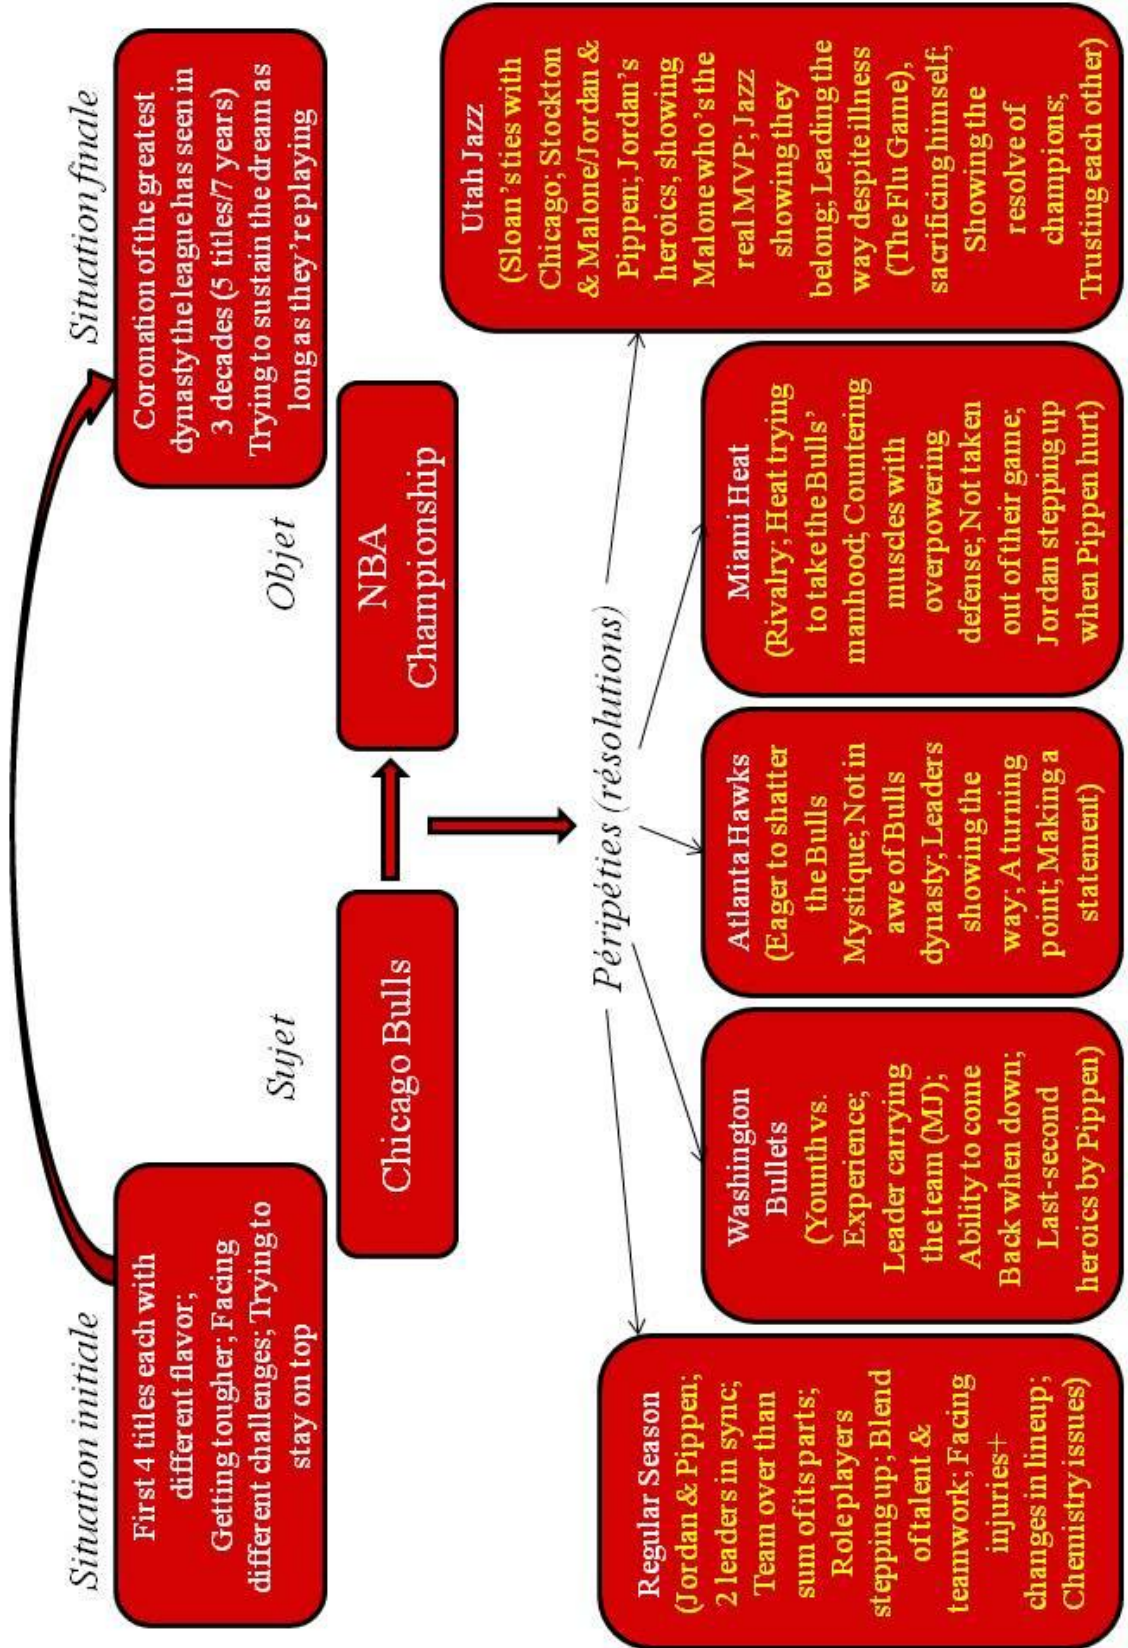 Situation initiale
First 4 titles each with
different flavor;
Getting tougher; Facing
different challenges; Trying to
stay on top
Situation finale
Coronation of the greatest
dynasty the league has seen in
3 decades (5 titles/7 years)
Trying to sustain the dream as
long as they're playing
Sujet
Chicago Bulls
Objet
NBA
Championship
Péripéties (résolutions)
Regular Season
(Jordan & Pippen;
2 leaders in sync;
Team over than
sum of its parts;
Role players
stepping up; Blend
of talent &
teamwork; Facing
injuries+
changes in lineup;
Chemistry issues)
Washington
Bullets
(Younth vs.
Experience;
Leader carrying
the team (MJ);
Ability to come
Back when down;
Last-second
heroics by Pippen)
Atlanta Hawks
(Eager to shatter
the Bulls
Mystique; Not in
awe of Bulls
dynasty; Leaders
showing the
way; A turning
point; Making a
statement)
Miami Heat
(Rivalry; Heat trying
to take the Bulls'
manhood; Countering
muscles with
overpowering
defense; Not taken
out of their game;
Jordan stepping up
when Pippen hurt)
Utah Jazz
(Sloan's ties with
Chicago; Stockton
& Malone/Jordan &
Pippen; Jordan's
heroics, showing
Malone who's the
real MVP; Jazz
showing they
belong; Leading the
way despite illness
(The Flu Game),
sacrificing himself;
Showing the
resolve of
champions;
Trusting each other)